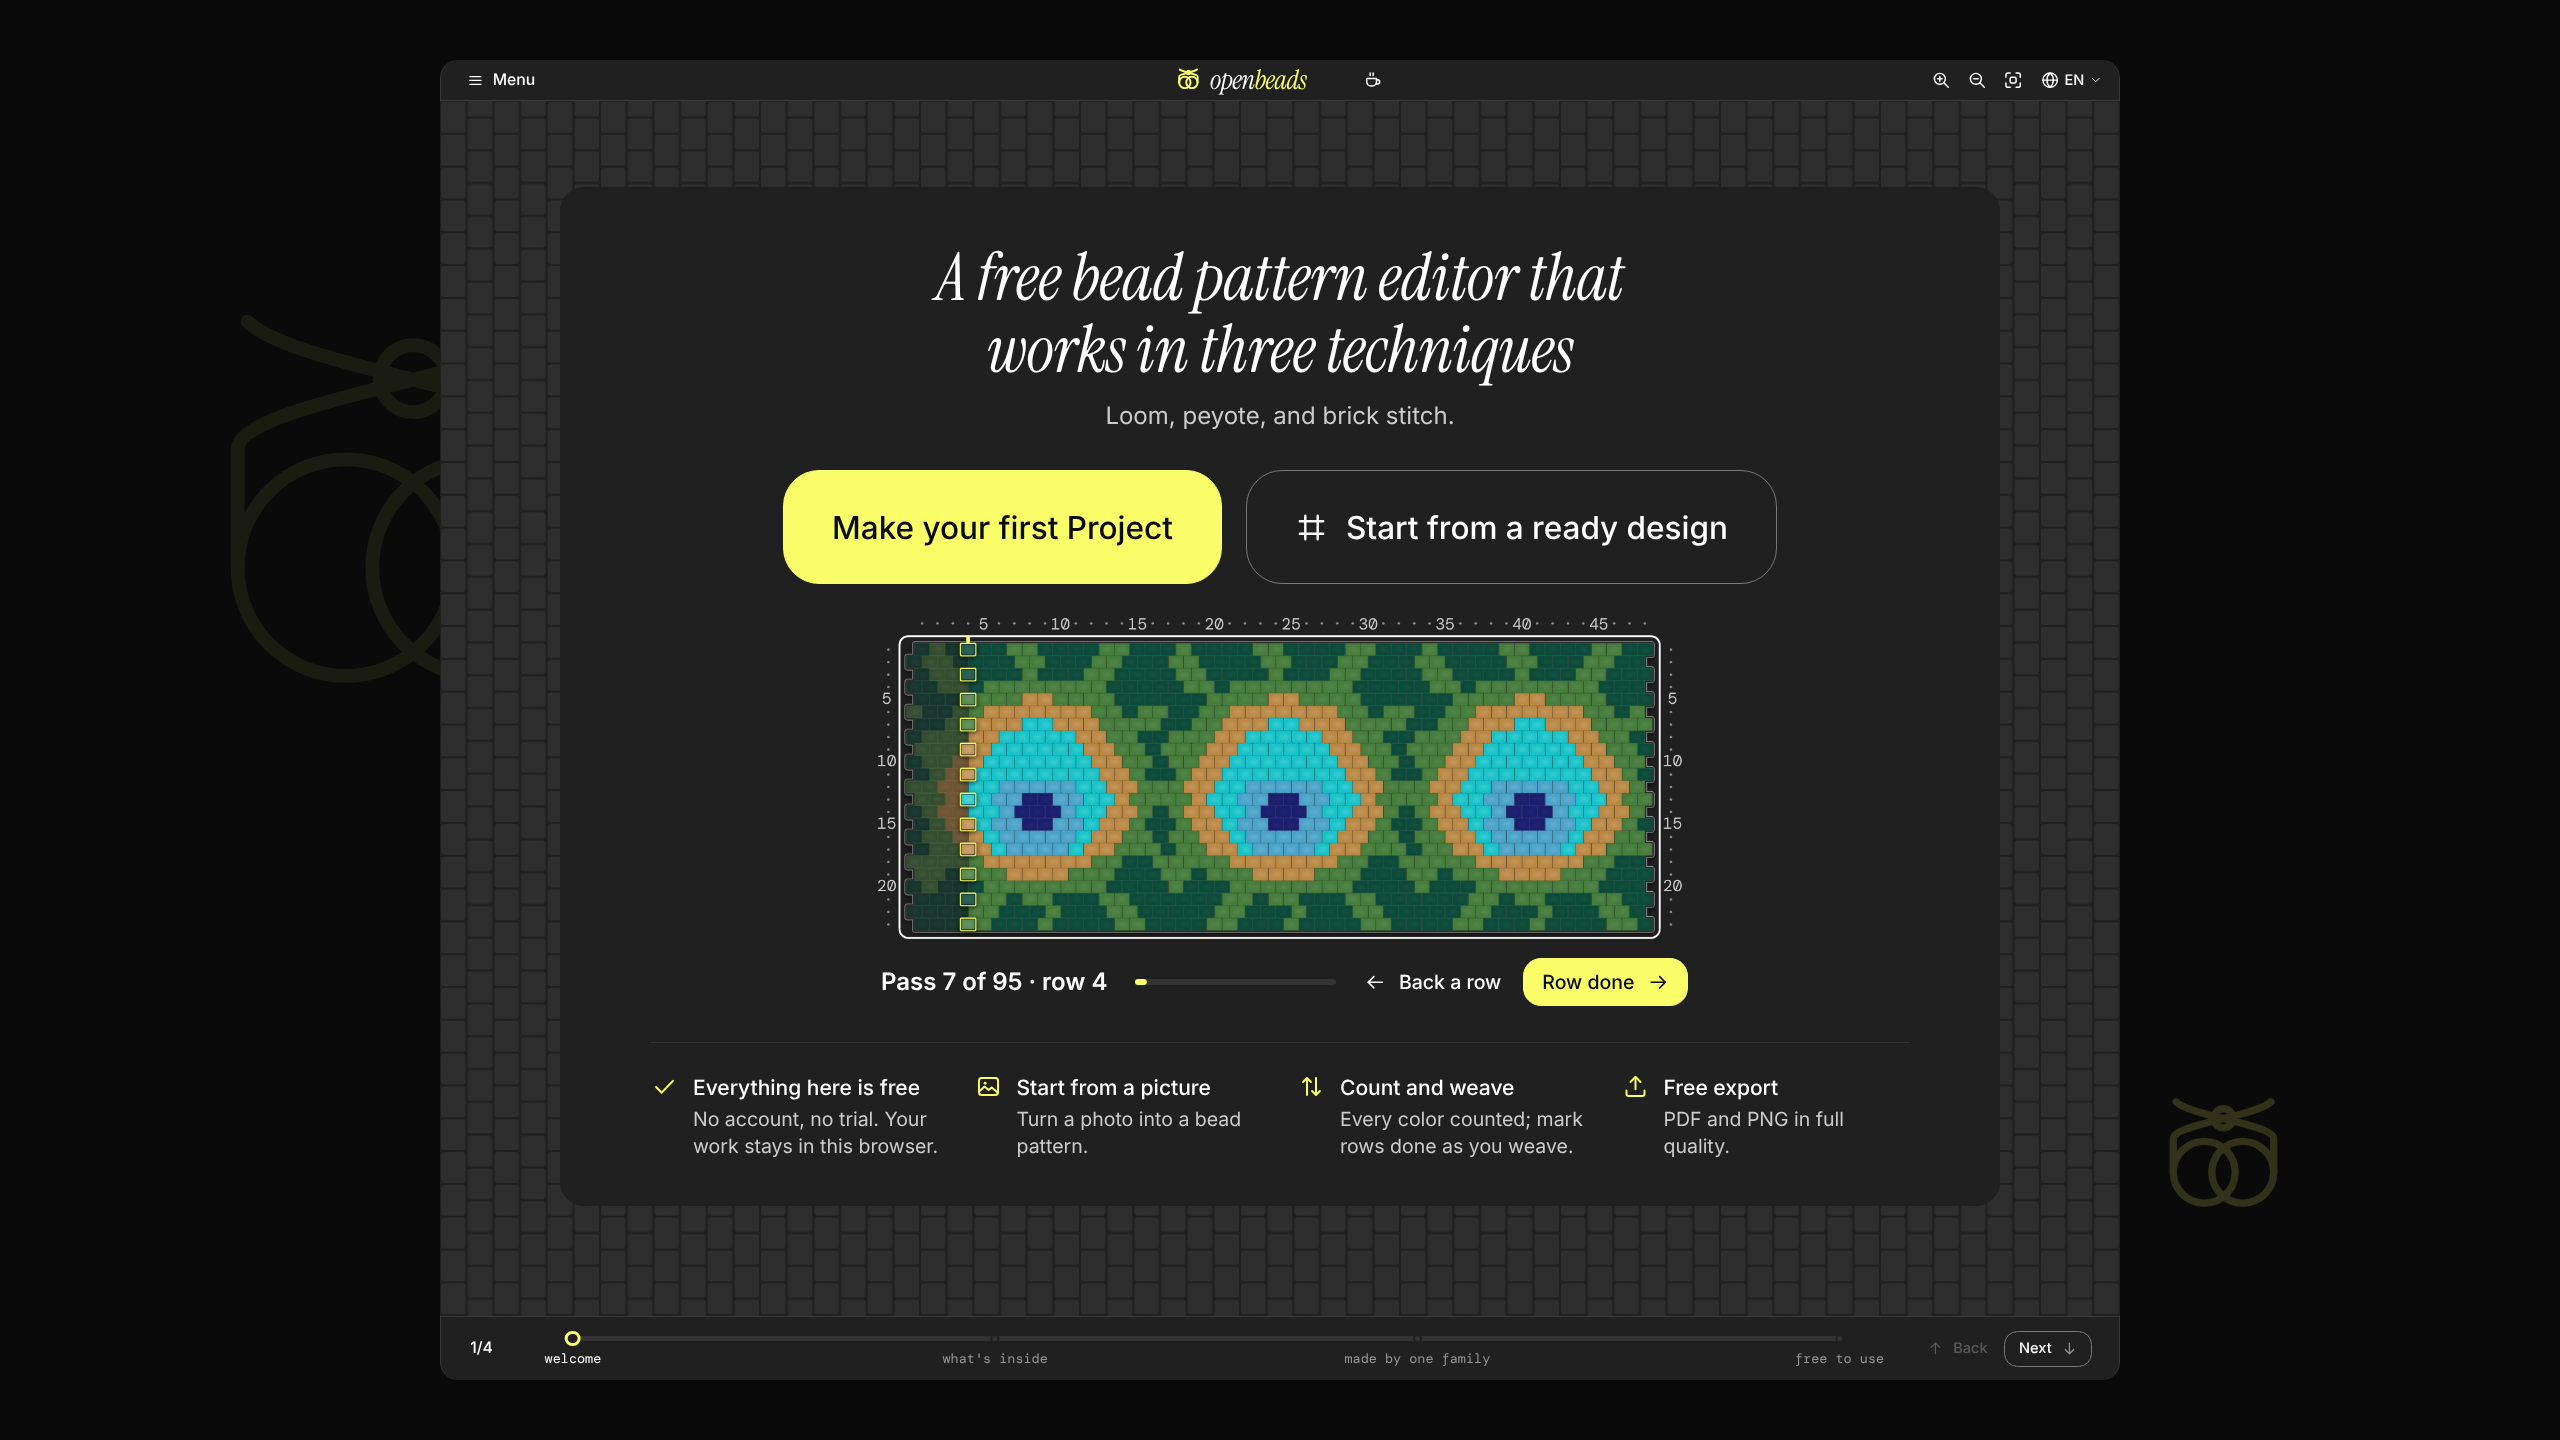 Menu
openbeads
EN
A free bead pattern editor that
works in three techniques
Loom, peyote, and brick stitch.
Make your first Project
Start from a ready design
5 10 15 20 25 30 35 40 45
5 5
10 10
15 15
20 20
Pass 7 of 95 · row 4
Back a row
Row done
Everything here is free
No account, no trial. Your
work stays in this browser.
Start from a picture
Turn a photo into a bead
pattern.
Count and weave
Every color counted; mark
rows done as you weave.
Free export
PDF and PNG in full
quality.
1/4
welcome
what's inside
made by one family
free to use
Back
Next